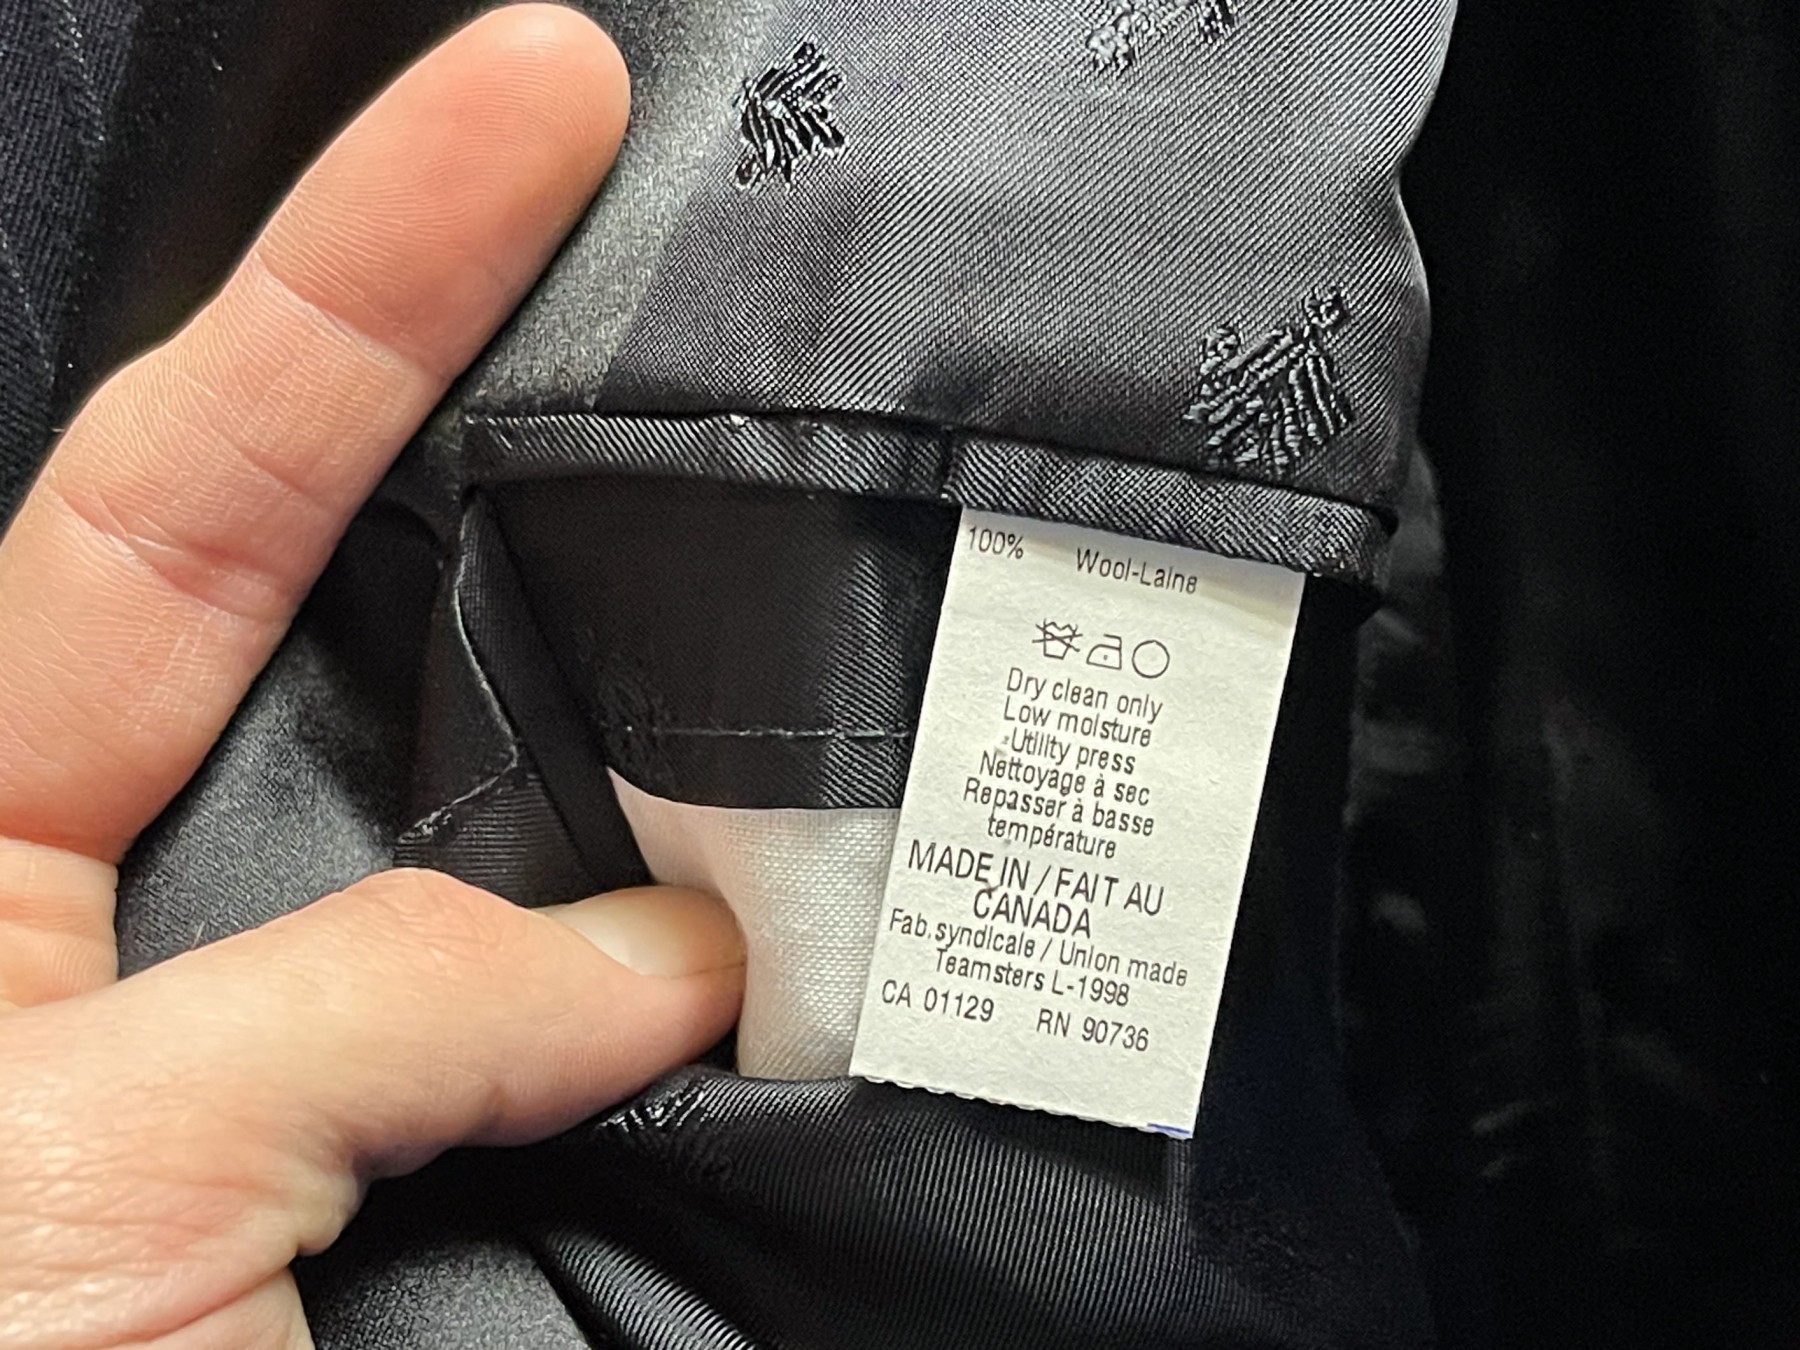 100% Wool-Laine
Dry clean only
Low moisture
Utility press
Nettoyage à sec
Repasser à basse
température
MADE IN / FAIT AU
CANADA
Fab. syndicale / Union made
Teamsters L-1998
CA 01129 RN 90736